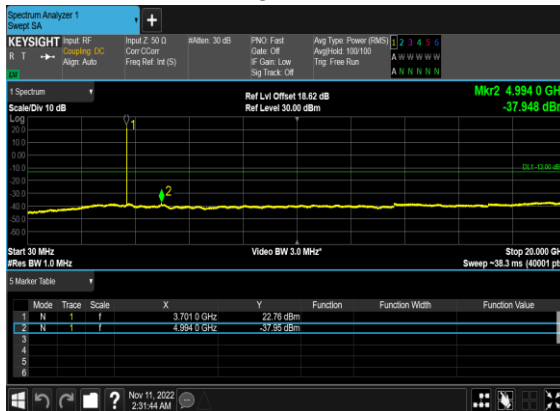 Spectrum Analyzer 1
Swept SA
+
KEYSIGHT Input: RF Input Z: 50 Ω #Atten: 30 dB PNO: Fast Avg Type: Power (RMS) 1 2 3 4 5 6
R T Coupling: DC Corr CCorr Gate: Off Avg|Hold: 100/100 A W W W W W
Align: Auto Freq Ref: Int (S) IF Gain: Low Trig: Free Run
Sig Track: Off A N N N N N
1 Spectrum Ref Lvl Offset 18.62 dB Mkr2 4.994 0 GH
Scale/Div 10 dB Ref Level 30.00 dBm -37.948 dBm
Log
20.0 1
10.0
0.00
-10.0 DL1 -13.00 dB
-20.0
-30.0 2
-40.0
-50.0
-60.0
Start 30 MHz Video BW 3.0 MHz* Stop 20.000 GH
#Res BW 1.0 MHz Sweep ~38.3 ms (40001 pts
5 Marker Table
Mode Trace Scale X Y Function Function Width Function Value
1 N 1 f 3.701 0 GHz 22.76 dBm
2 N 1 f 4.994 0 GHz -37.95 dBm
3
4
5
6
? Nov 11, 2022
2:31:44 AM